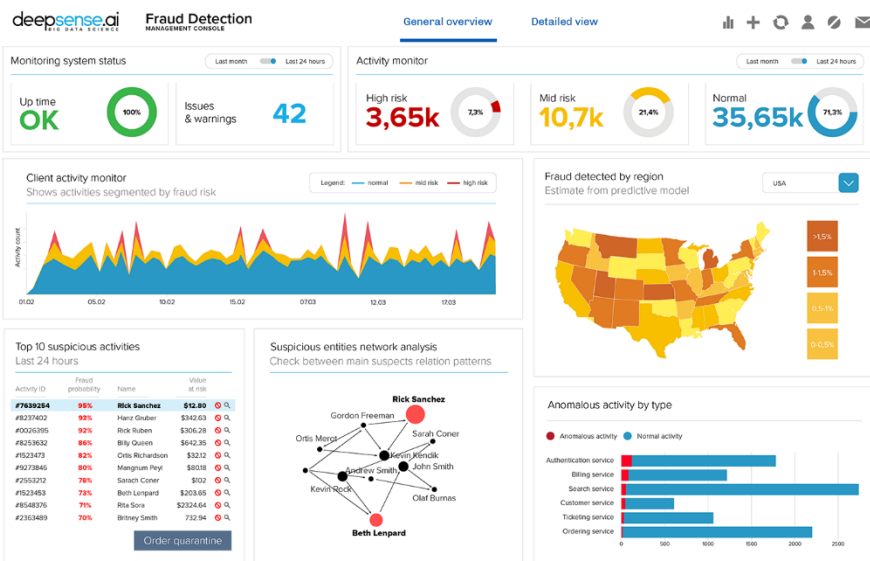 deepsense.ai
BIG DATA SCIENCE
Fraud Detection
MANAGEMENT CONSOLE
General overview
Detailed view
Monitoring system status
Last month Last 24 hours
Up time
OK
100%
Issues
& warnings
42
Activity monitor
Last month Last 24 hours
High risk
3,65k
7,3%
Mid risk
10,7k
21,4%
Normal
35,65k
71,3%
Client activity monitor
Shows activities segmented by fraud risk
Legend: normal mid risk high risk
Activity count
01.02 05.02 10.02 15.02 07.03 12.03 17.03
Fraud detected by region
Estimate from predictive model
USA
>1,5%
1-1.5%
0,5-1%
0-0,5%
Top 10 suspicious activities
Last 24 hours
Activity ID Fraud probability Name Value at risk
#7639254 95% Rick Sanchez $12.80
#8237402 93% Hanz Gruber $342.63
#0026395 92% Rick Ruben $306.28
#8253632 86% Billy Queen $642.35
#1523473 82% Ortis Richardson $32.12
#9273846 80% Mangnum Peyl $80.18
#2553212 78% Sarach Coner $102
#1523453 73% Beth Lenpard $203.65
#8548376 71% Rita Sora $2324.64
#2363489 70% Britney Smith 732.94
Order quarantine
Suspicious entities network analysis
Check between main suspects relation patterns
Rick Sanchez
Gordon Freeman
Sarah Coner
Ortis Merot
Kevin Kendik
John Smith
Andrew Smith
Kevin Rock
Olaf Burnas
Beth Lenpard
Anomalous activity by type
Anomalous activity Normal activity
Authentication service
Billing service
Search service
Customer service
Ticketing service
Ordering service
0 500 1000 1500 2000 2500